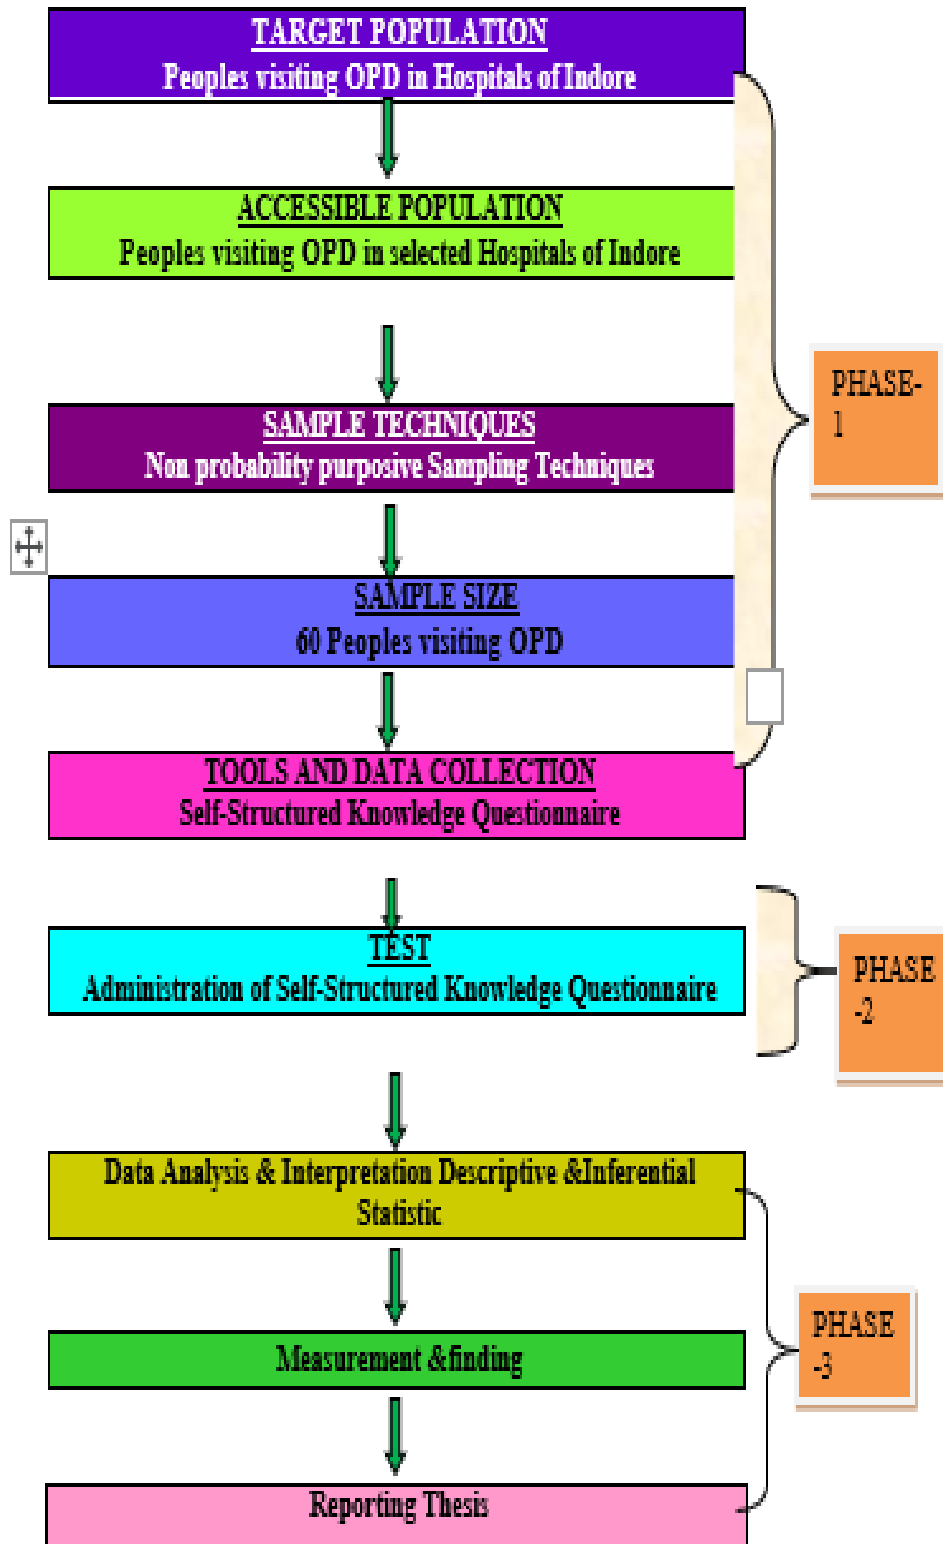 TARGET POPULATION
Peoples visiting OPD in Hospitals of Indore
ACCESSIBLE POPULATION
Peoples visiting OPD in selected Hospitals of Indore
SAMPLE TECHNIQUES
Non probability purposive Sampling Techniques
PHASE-
1
SAMPLE SIZE
60 Peoples visiting OPD
TOOLS AND DATA COLLECTION
Self-Structured Knowledge Questionnaire
TEST
Administration of Self-Structured Knowledge Questionnaire
PHASE
-2
Data Analysis & Interpretation Descriptive &Inferential
Statistic
Measurement &finding
PHASE
-3
Reporting Thesis